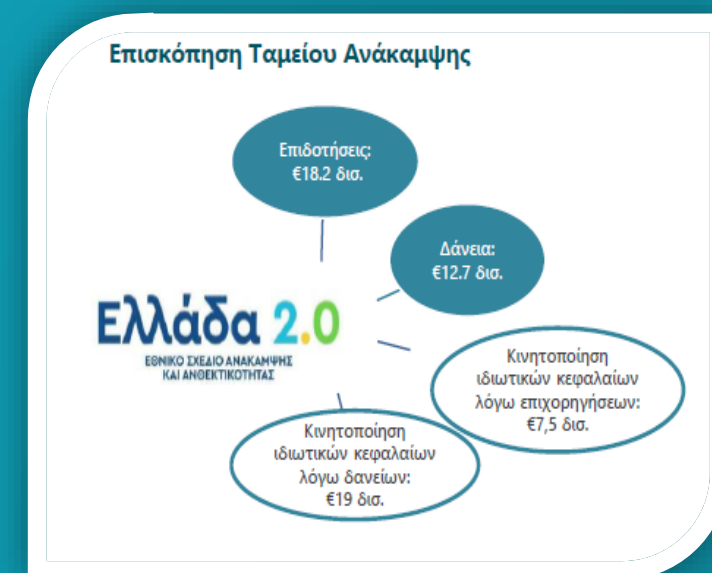 Επισκόπηση Ταμείου Ανάκαμψης
Επιδοτήσεις:
€18.2 δισ.
Δάνεια:
€12.7 δισ.
Ελλάδα 2.0
ΕΘΝΙΚΟ ΣΧΕΔΙΟ ΑΝΑΚΑΜΨΗΣ
ΚΑΙ ΑΝΘΕΚΤΙΚΟΤΗΤΑΣ
Κινητοποίηση
ιδιωτικών κεφαλαίων
λόγω επιχορηγήσεων:
€7,5 δισ.
Κινητοποίηση
ιδιωτικών κεφαλαίων
λόγω δανείων:
€19 δισ.